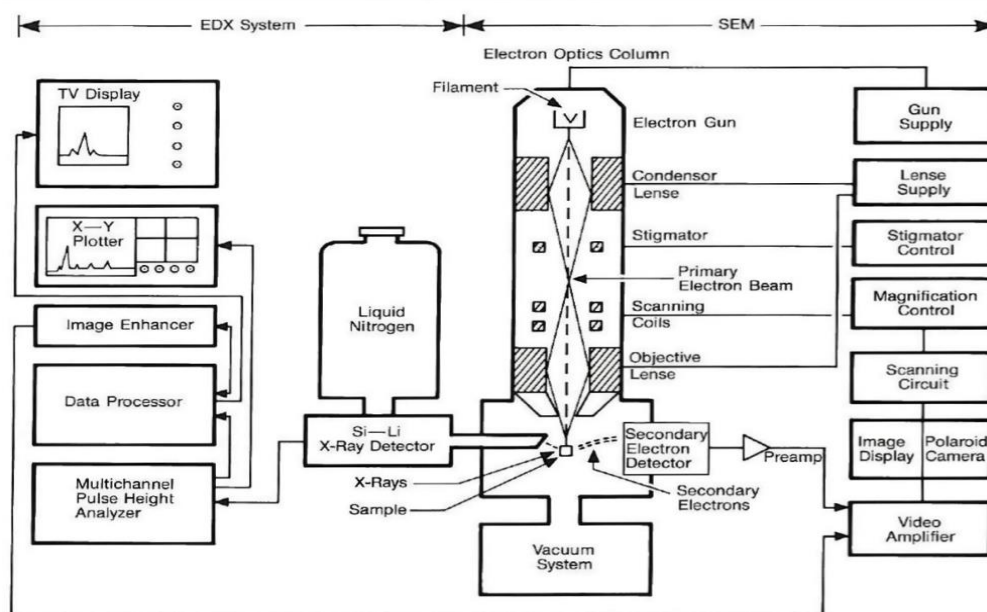 EDX System
SEM
Electron Optics Column
TV Display
Filament
Gun
Supply
Electron Gun
Condensor
Lense
Lense
Supply
X—Y
Plotter
Stigmator
Stigmator
Control
Primary
Electron Beam
Liquid
Nitrogen
Magnification
Control
Image Enhancer
Scanning
Coils
Objective
Lense
Scanning
Circuit
Data Processor
Si—Li
X-Ray Detector
Secondary
Electron
Detector
Preamp
Image
Display
Polaroid
Camera
X-Rays
Sample
Secondary
Electrons
Multichannel
Pulse Height
Analyzer
Video
Amplifier
Vacuum
System